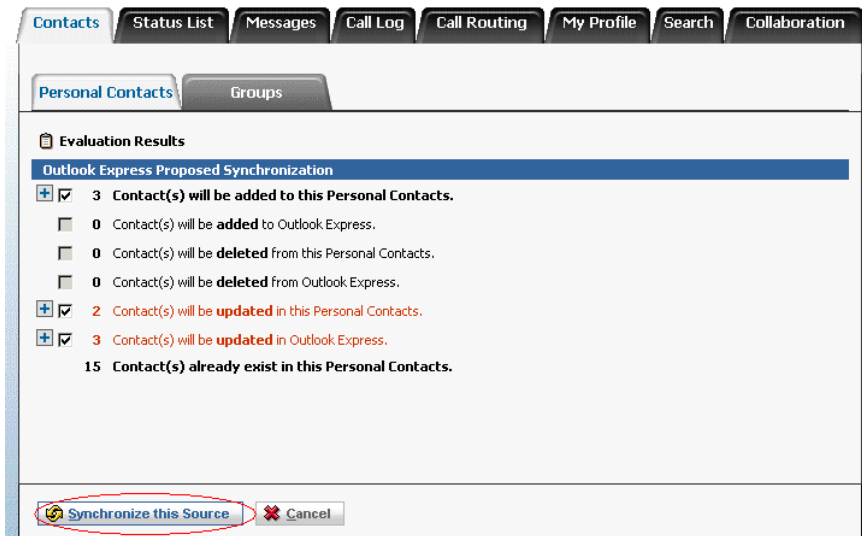 Contacts Status List Messages Call Log Call Routing My Profile Search Collaboration
Personal Contacts Groups
Evaluation Results
Outlook Express Proposed Synchronization
3 Contact(s) will be added to this Personal Contacts.
0 Contact(s) will be added to Outlook Express.
0 Contact(s) will be deleted from this Personal Contacts.
0 Contact(s) will be deleted from Outlook Express.
2 Contact(s) will be updated in this Personal Contacts.
3 Contact(s) will be updated in Outlook Express.
15 Contact(s) already exist in this Personal Contacts.
Synchronize this Source Cancel